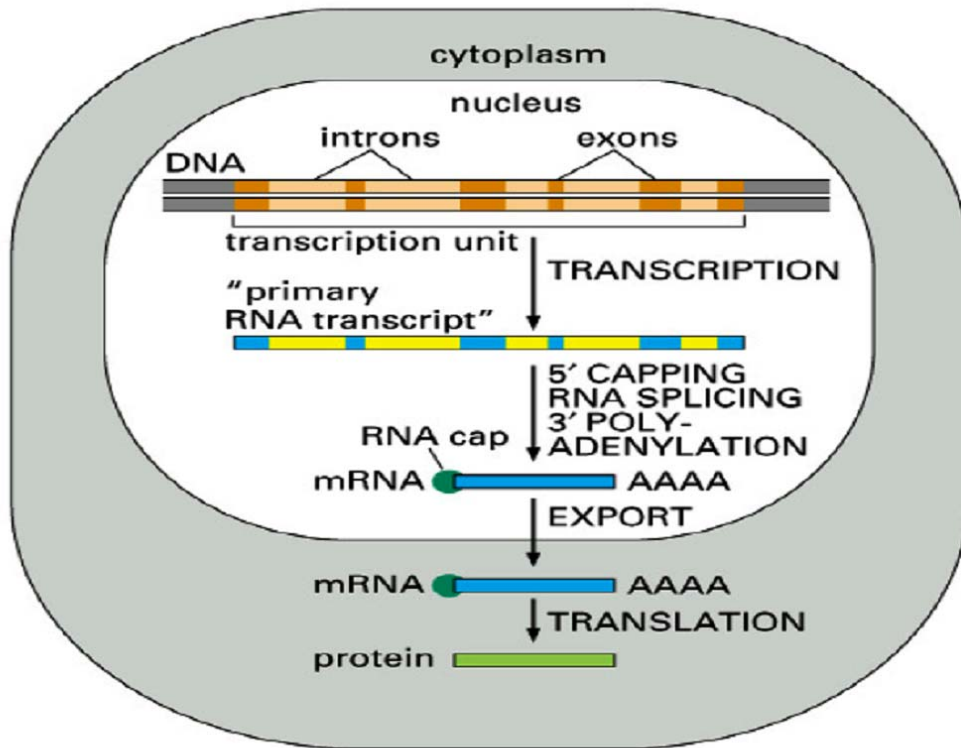 cytoplasm
nucleus
introns exons
DNA
transcription unit
TRANSCRIPTION
“primary
RNA transcript”
5′ CAPPING
RNA SPLICING
3′ POLY-
ADENYLATION
RNA cap
mRNA AAAA
EXPORT
mRNA AAAA
TRANSLATION
protein